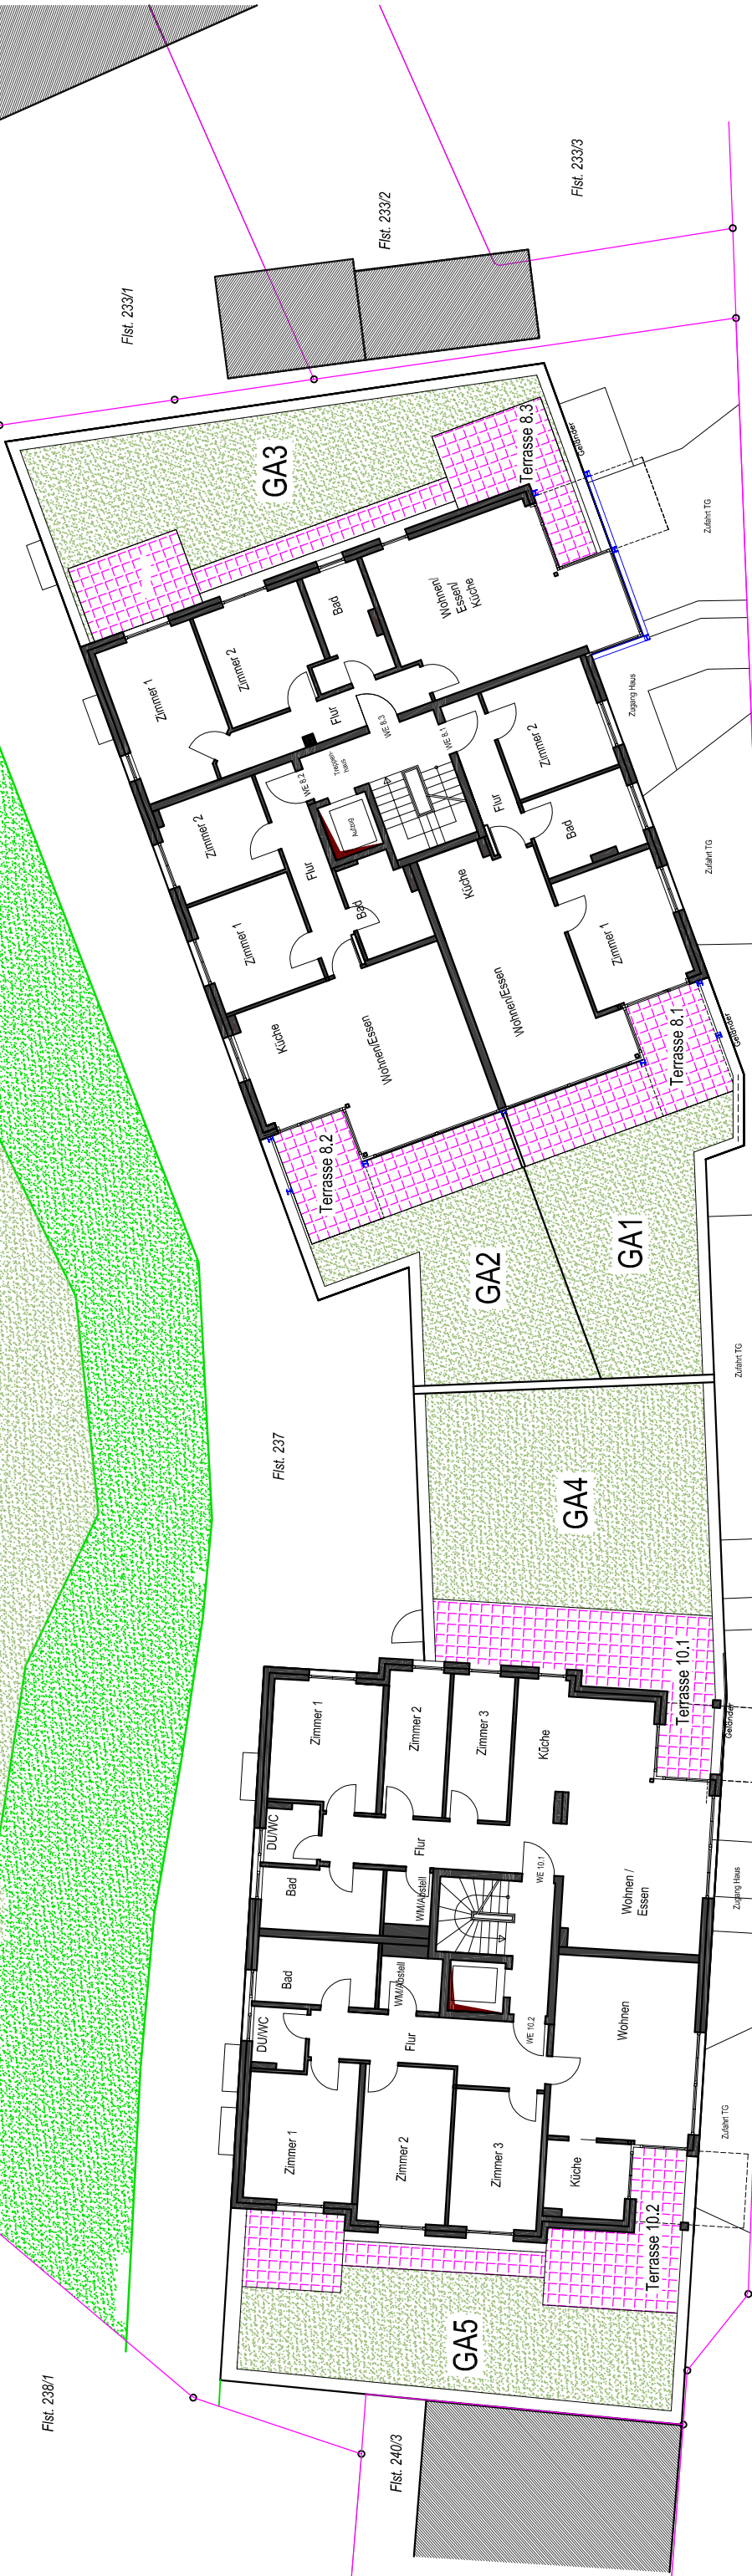 Flst. 233/3
Flst. 233/2
Flst. 233/1
GA3
Terrasse 8.3
Geländer
Zufahrt TG
Wohnen/
Essen/
Küche
Bad
Zimmer 2
Zimmer 1
Flur
WE 8.3
WE 8.1
WE 8.2
Treppen-
haus
Aufzug
Zugang Haus
Zimmer 2
Flur
Bad
Zimmer 2
Zimmer 1
Flur
Bad
Küche
Wohnen/Essen
Küche
Wohnen/Essen
Zimmer 1
Zufahrt TG
Terrasse 8.1
Geländer
Terrasse 8.2
GA2
GA1
Zufahrt TG
Flst. 237
GA4
Terrasse 10.1
Geländer
Zimmer 1
Zimmer 2
Zimmer 3
Küche
DU/WC
Bad
Flur
WM/Abstell
WE 10.1
Wohnen /
Essen
Zugang Haus
Bad
DU/WC
WM/Abstell
Flur
WE 10.2
Wohnen
Zimmer 1
Zimmer 2
Zimmer 3
Küche
Zufahrt TG
Terrasse 10.2
GA5
Flst. 238/1
Flst. 240/3